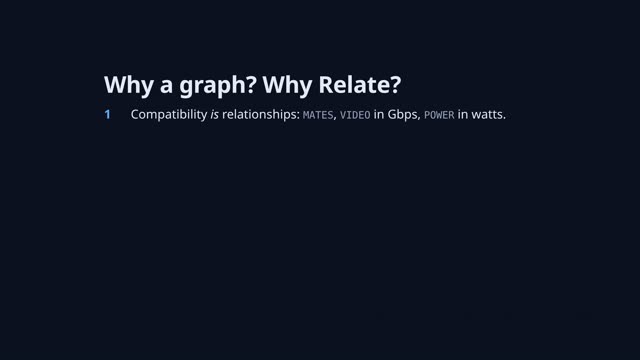 Why a graph? Why Relate?
1 Compatibility is relationships: MATES, VIDEO in Gbps, POWER in watts.